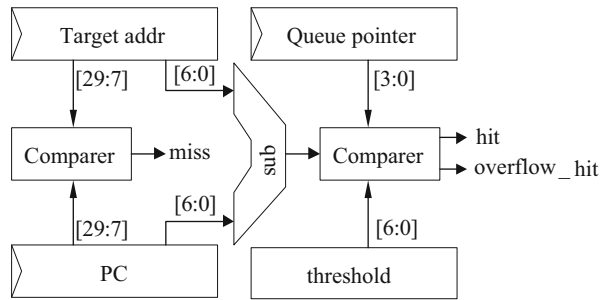 Target addr
Queue pointer
[6:0]
[29:7]
[3:0]
Comparer
miss
sub
Comparer
hit
overflow_hit
[6:0]
[29:7]
[6:0]
PC
threshold